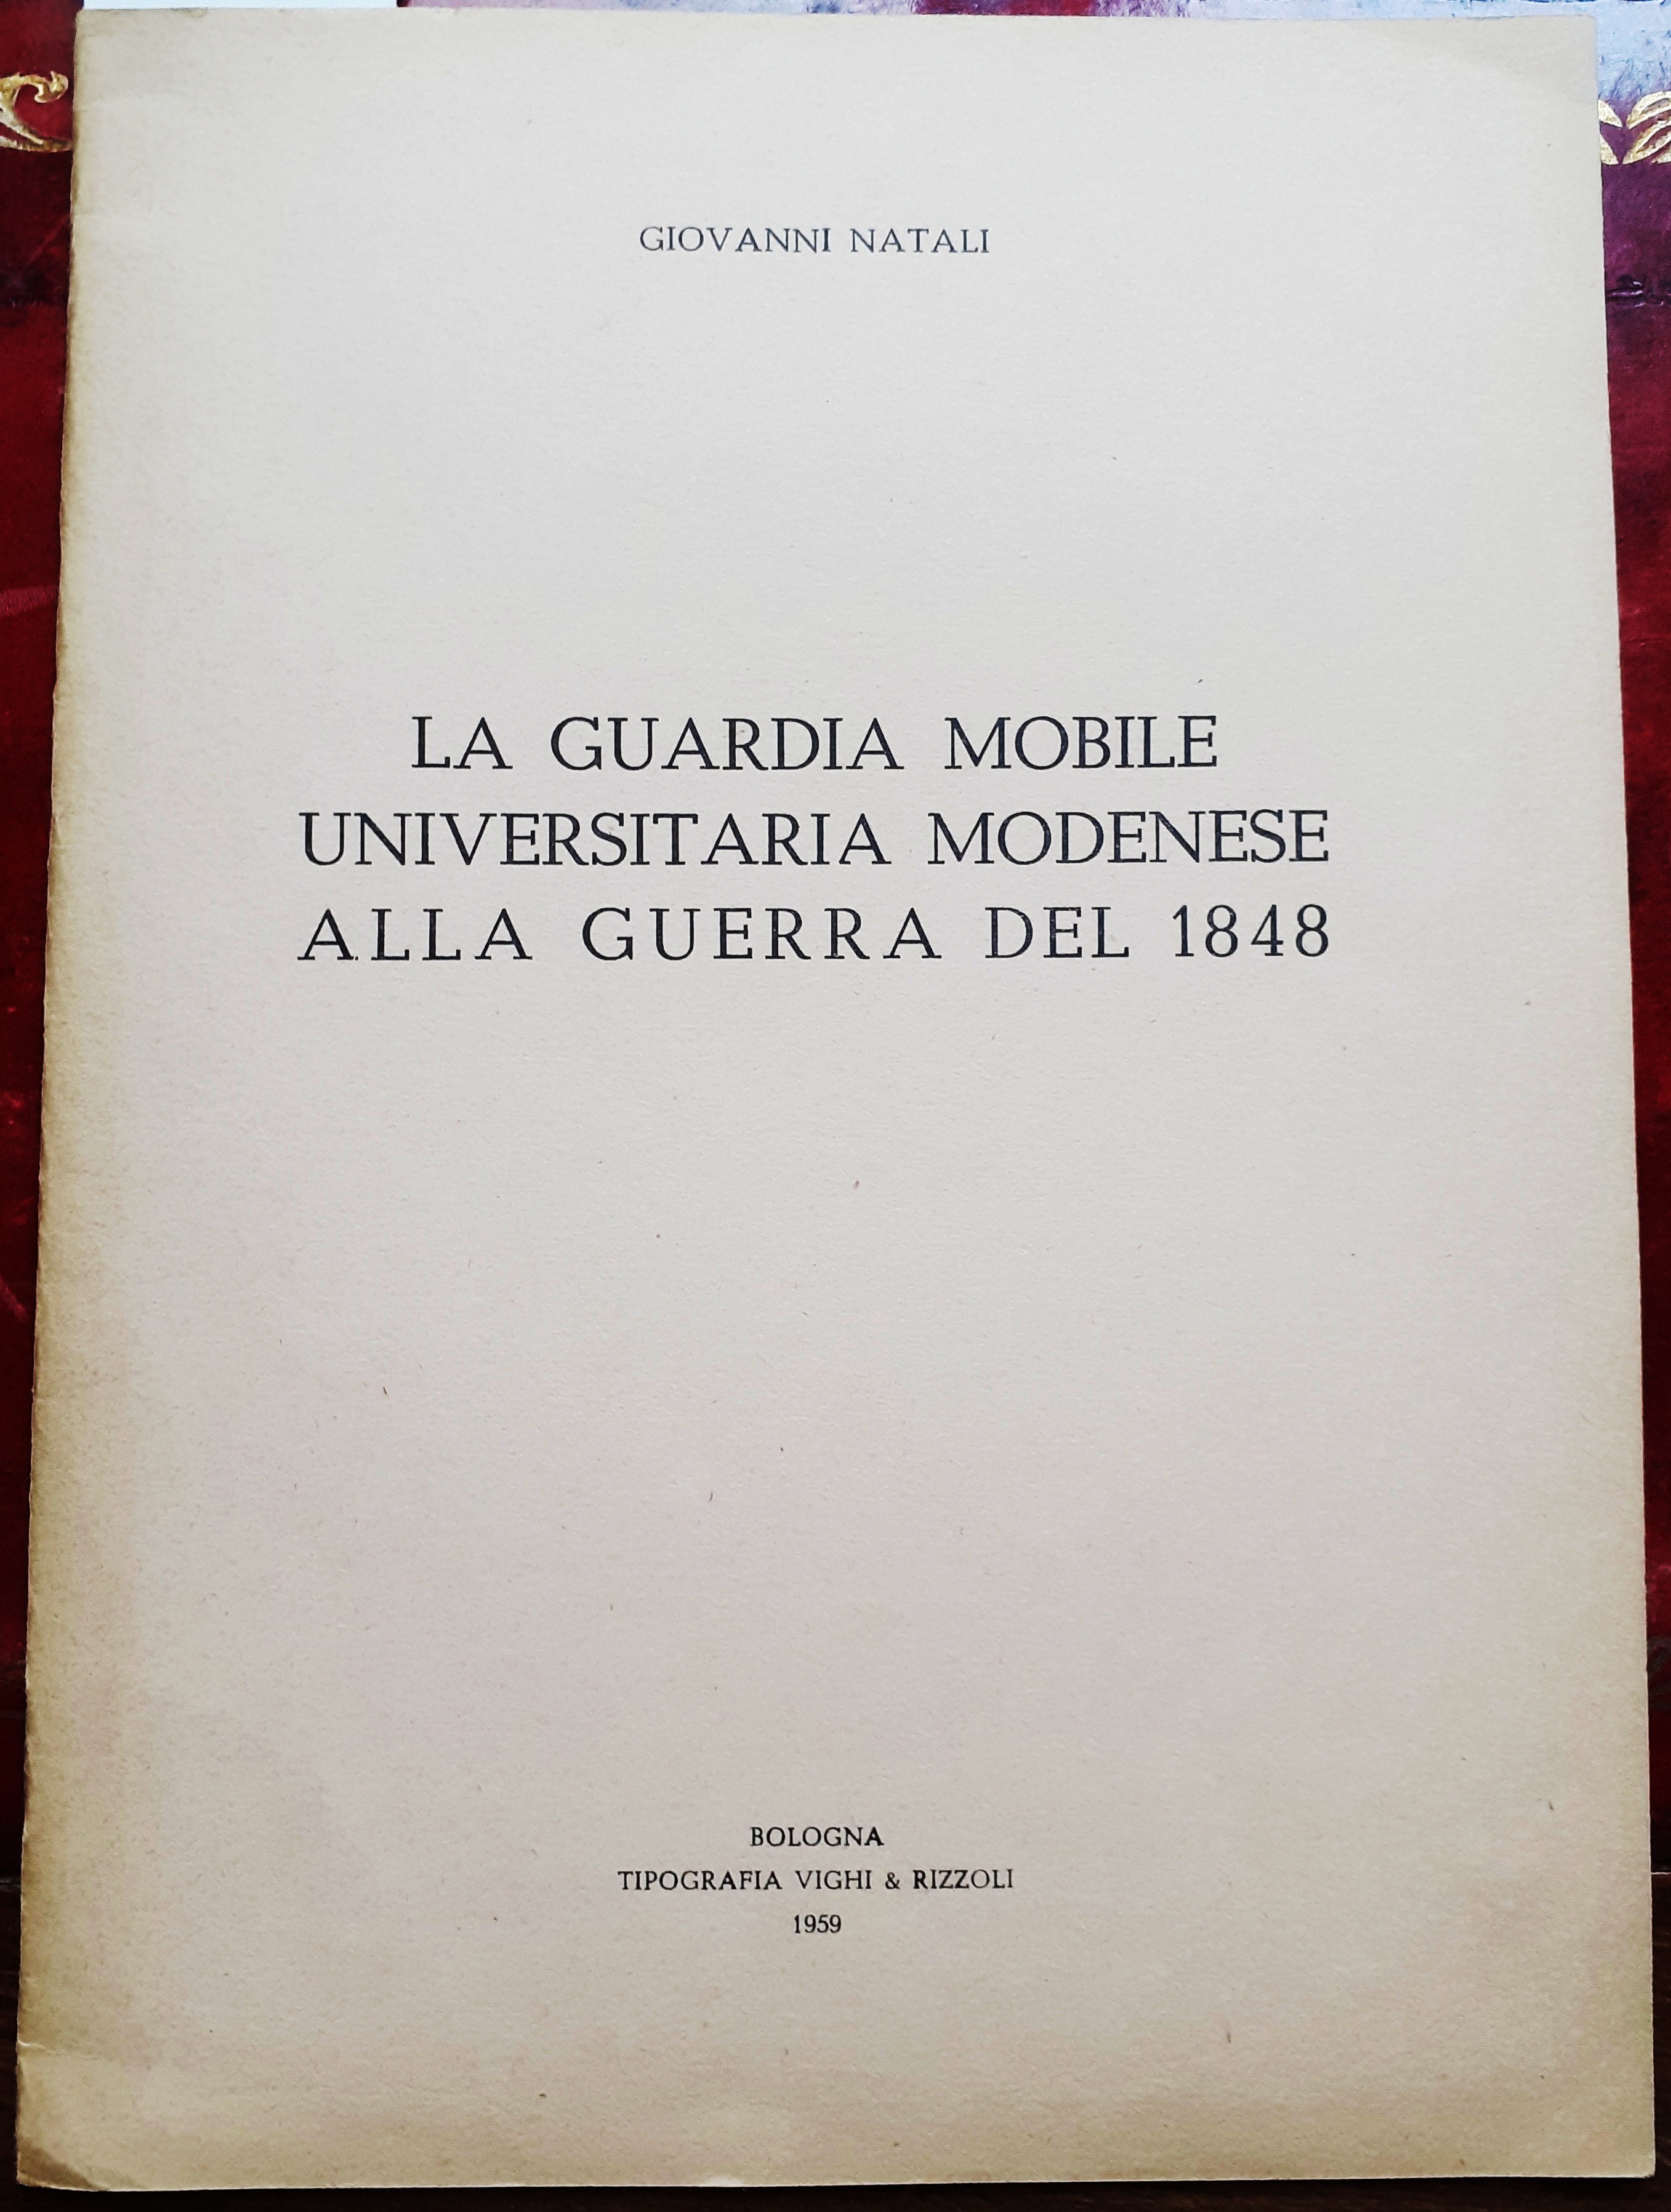 GIOVANNI NATALI
LA GUARDIA MOBILE
UNIVERSITARIA MODENESE
ALLA GUERRA DEL 1848
BOLOGNA
TIPOGRAFIA VIGHI & RIZZOLI
1959